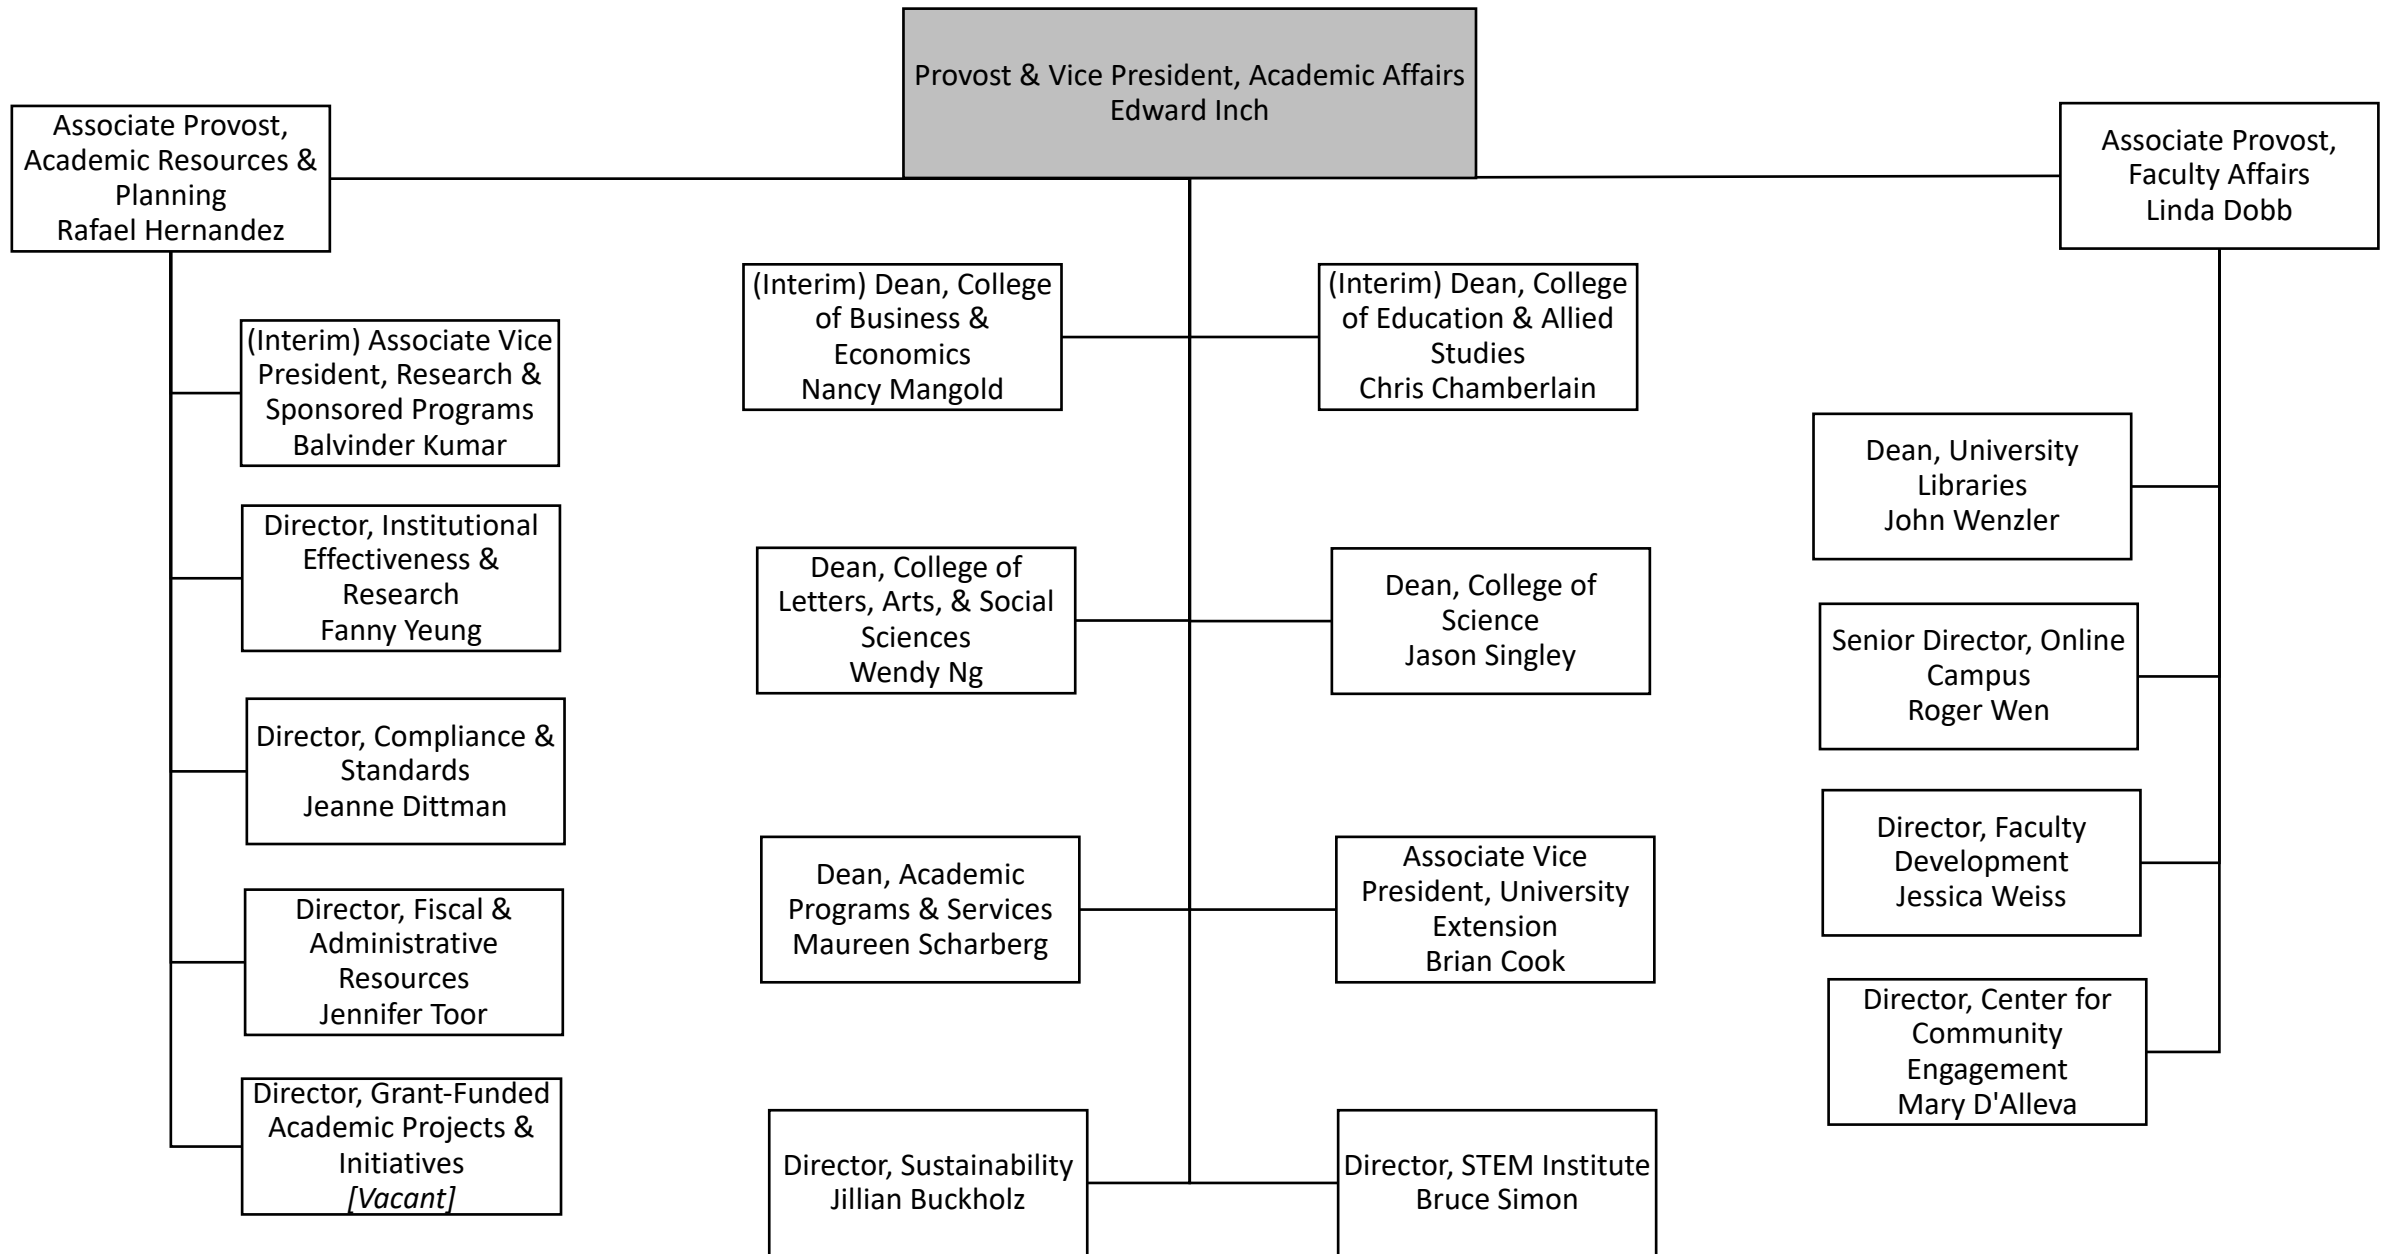 Provost & Vice President, Academic Affairs
Edward Inch
Associate Provost,
Academic Resources &
Planning
Rafael Hernandez
(Interim) Associate Vice
President, Research &
Sponsored Programs
Balvinder Kumar
Director, Institutional
Effectiveness &
Research
Fanny Yeung
Director, Compliance &
Standards
Jeanne Dittman
Director, Fiscal &
Administrative
Resources
Jennifer Toor
Director, Grant-Funded
Academic Projects &
Initiatives
[Vacant]
(Interim) Dean, College
of Business &
Economics
Nancy Mangold
(Interim) Dean, College
of Education & Allied
Studies
Chris Chamberlain
Dean, College of
Letters, Arts, & Social
Sciences
Wendy Ng
Dean, College of
Science
Jason Singley
Dean, Academic
Programs & Services
Maureen Scharberg
Associate Vice
President, University
Extension
Brian Cook
Director, Sustainability
Jillian Buckholz
Director, STEM Institute
Bruce Simon
Associate Provost,
Faculty Affairs
Linda Dobb
Dean, University
Libraries
John Wenzler
Senior Director, Online
Campus
Roger Wen
Director, Faculty
Development
Jessica Weiss
Director, Center for
Community
Engagement
Mary D'Alleva